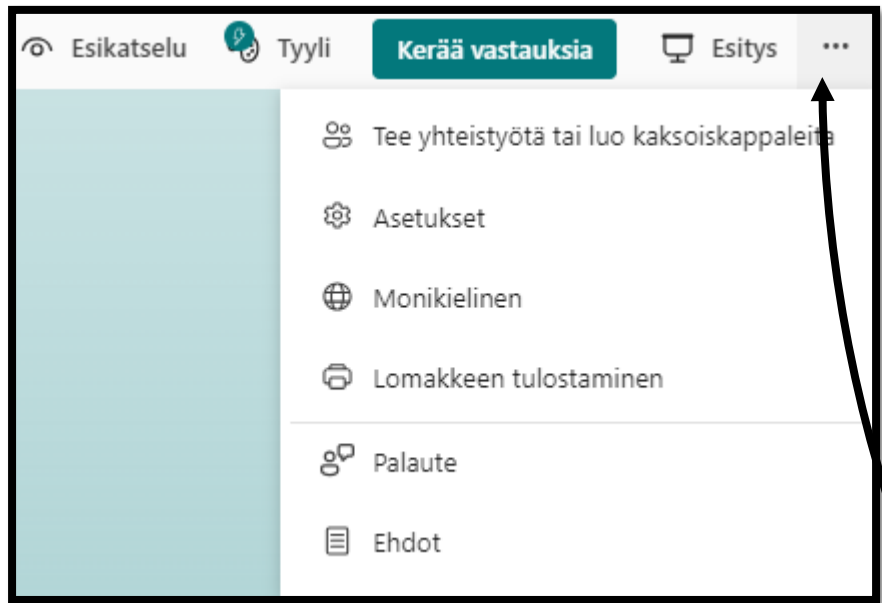 Esikatselu Tyyli Kerää vastauksia Esitys ...
Tee yhteistyötä tai luo kaksoiskappaleita
Asetukset
Monikielinen
Lomakkeen tulostaminen
Palaute
Ehdot